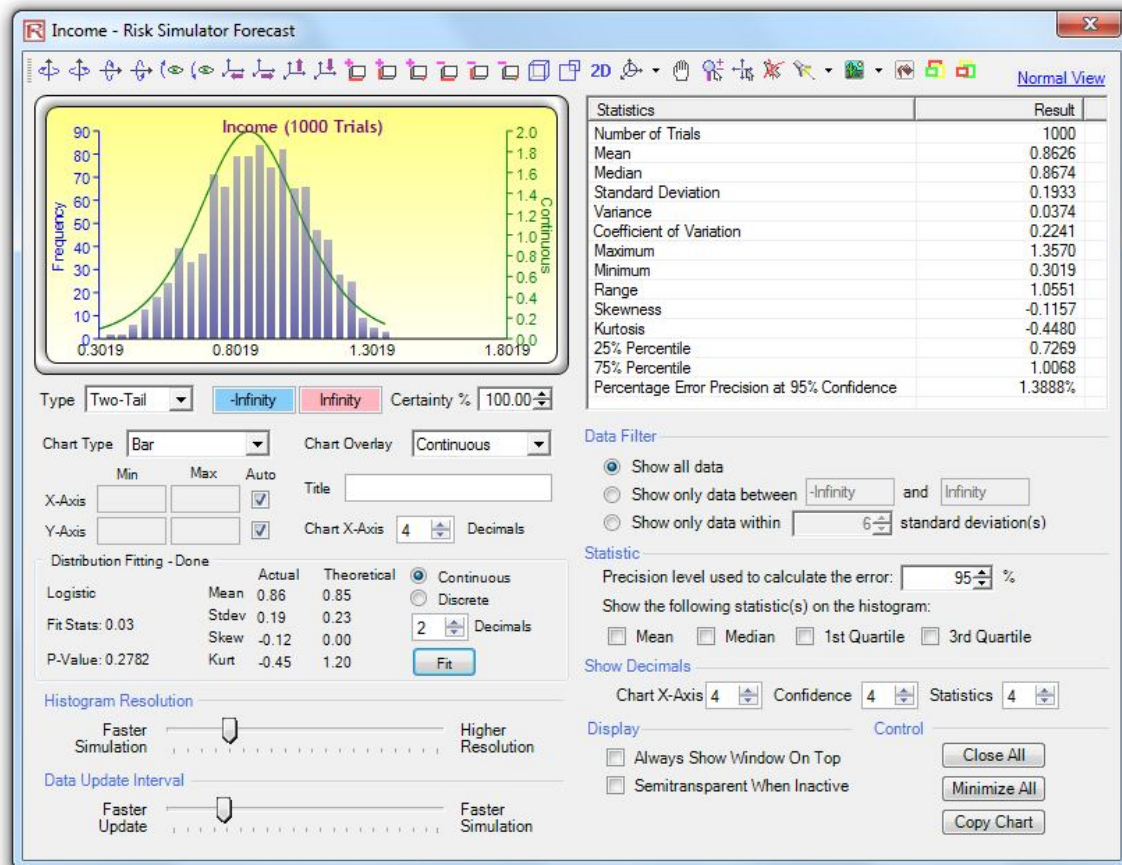 Income - Risk Simulator Forecast
2D
Normal View
Income (1000 Trials)
90 80 70 60 50 40 30 20 10 0
Frequency
2.0 1.8 1.6 1.4 1.2 1.0 0.8 0.6 0.4 0.2 0.0
Continuous
0.3019 0.8019 1.3019 1.8019
Type Two-Tail -Infinity Infinity Certainty % 100.00
Chart Type Bar Chart Overlay Continuous
Min Max Auto
X-Axis
Y-Axis
Title
Chart X-Axis 4 Decimals
Distribution Fitting - Done
Actual Theoretical
Logistic
Mean 0.86 0.85
Fit Stats: 0.03
Stdev 0.19 0.23
Skew -0.12 0.00
P-Value: 0.2782
Kurt -0.45 1.20
Continuous
Discrete
2 Decimals
Fit
Histogram Resolution
Faster Simulation
Higher Resolution
Data Update Interval
Faster Update
Faster Simulation
Statistics Result
Number of Trials 1000
Mean 0.8626
Median 0.8674
Standard Deviation 0.1933
Variance 0.0374
Coefficient of Variation 0.2241
Maximum 1.3570
Minimum 0.3019
Range 1.0551
Skewness -0.1157
Kurtosis -0.4480
25% Percentile 0.7269
75% Percentile 1.0068
Percentage Error Precision at 95% Confidence 1.3888%
Data Filter
Show all data
Show only data between -Infinity and Infinity
Show only data within 6 standard deviation(s)
Statistic
Precision level used to calculate the error: 95 %
Show the following statistic(s) on the histogram:
Mean Median 1st Quartile 3rd Quartile
Show Decimals
Chart X-Axis 4 Confidence 4 Statistics 4
Display
Always Show Window On Top
Semitransparent When Inactive
Control
Close All
Minimize All
Copy Chart